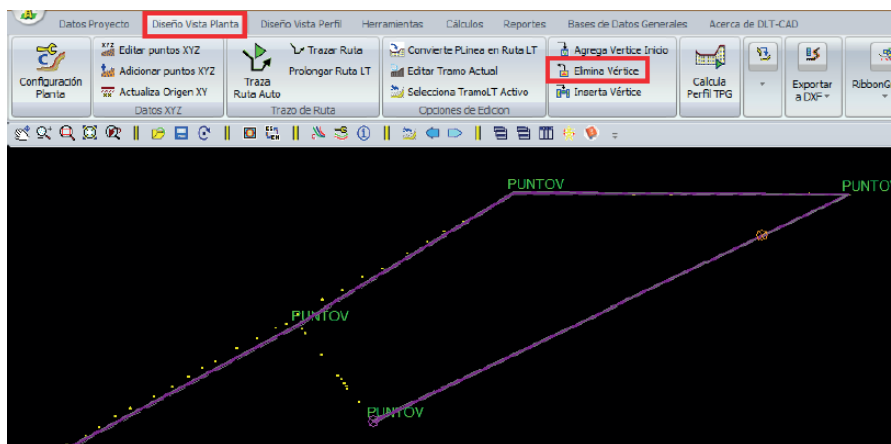 Datos Proyecto Diseño Vista Planta Diseño Vista Perfil Herramientas Cálculos Reportes Bases de Datos Generales Acerca de DLT-CAD
Configuración Planta
XYZ Editar puntos XYZ
Adicionar puntos XYZ
Actualiza Origen XY
Datos XYZ
Traza Ruta Auto
Trazar Ruta
Prolongar Ruta LT
Trazo de Ruta
Convierte PLinea en Ruta LT
Editar Tramo Actual
Selecciona TramoLT Activo
Opciones de Edicion
Agrega Vertice Inicio
Elimina Vértice
Inserta Vértice
Calcula Perfil TPG
Exportar a DXF
RibbonG
PUNTOV
PUNTO
PUNTOV
PUNTOV